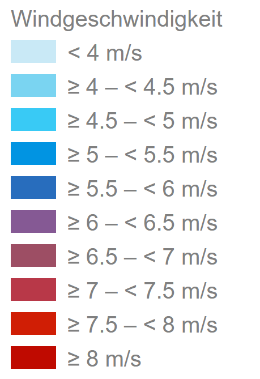 Windgeschwindigkeit
< 4 m/s
≥ 4 – < 4.5 m/s
≥ 4.5 – < 5 m/s
≥ 5 – < 5.5 m/s
≥ 5.5 – < 6 m/s
≥ 6 – < 6.5 m/s
≥ 6.5 – < 7 m/s
≥ 7 – < 7.5 m/s
≥ 7.5 – < 8 m/s
≥ 8 m/s